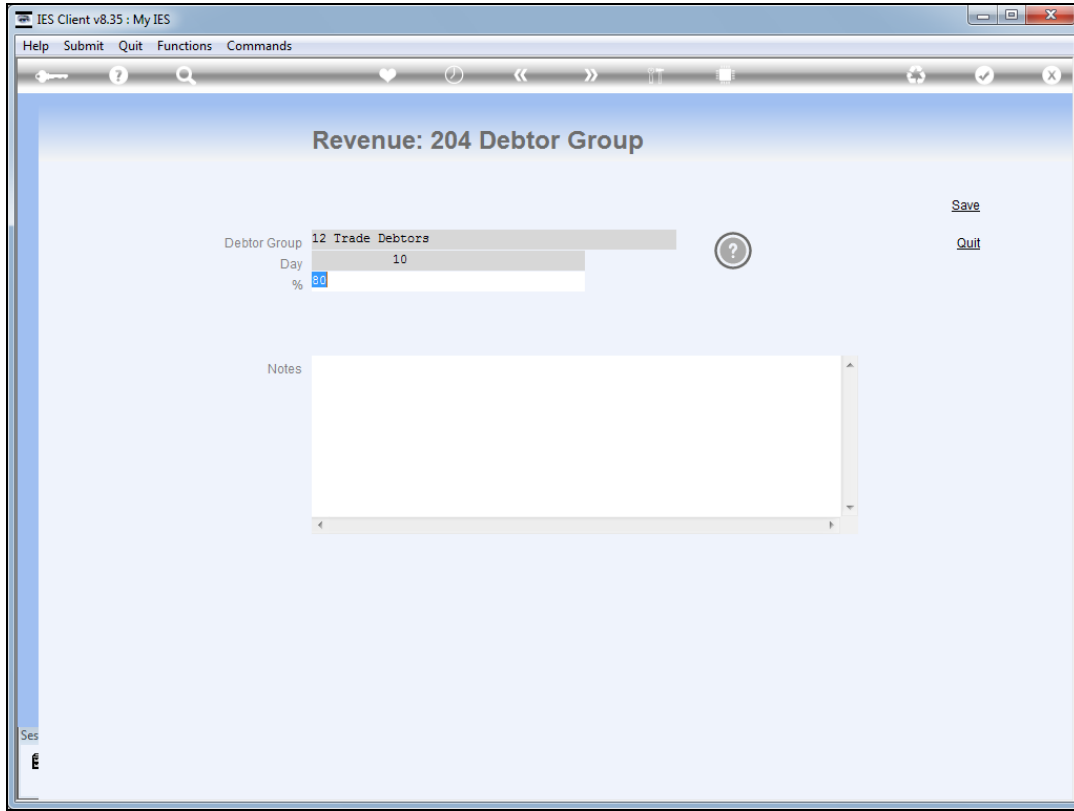 IES Client v8.35 : My IES
Help Submit Quit Functions Commands
Revenue: 204 Debtor Group
Save
Debtor Group 12 Trade Debtors
Quit
Day 10
% 80
Notes
Ses